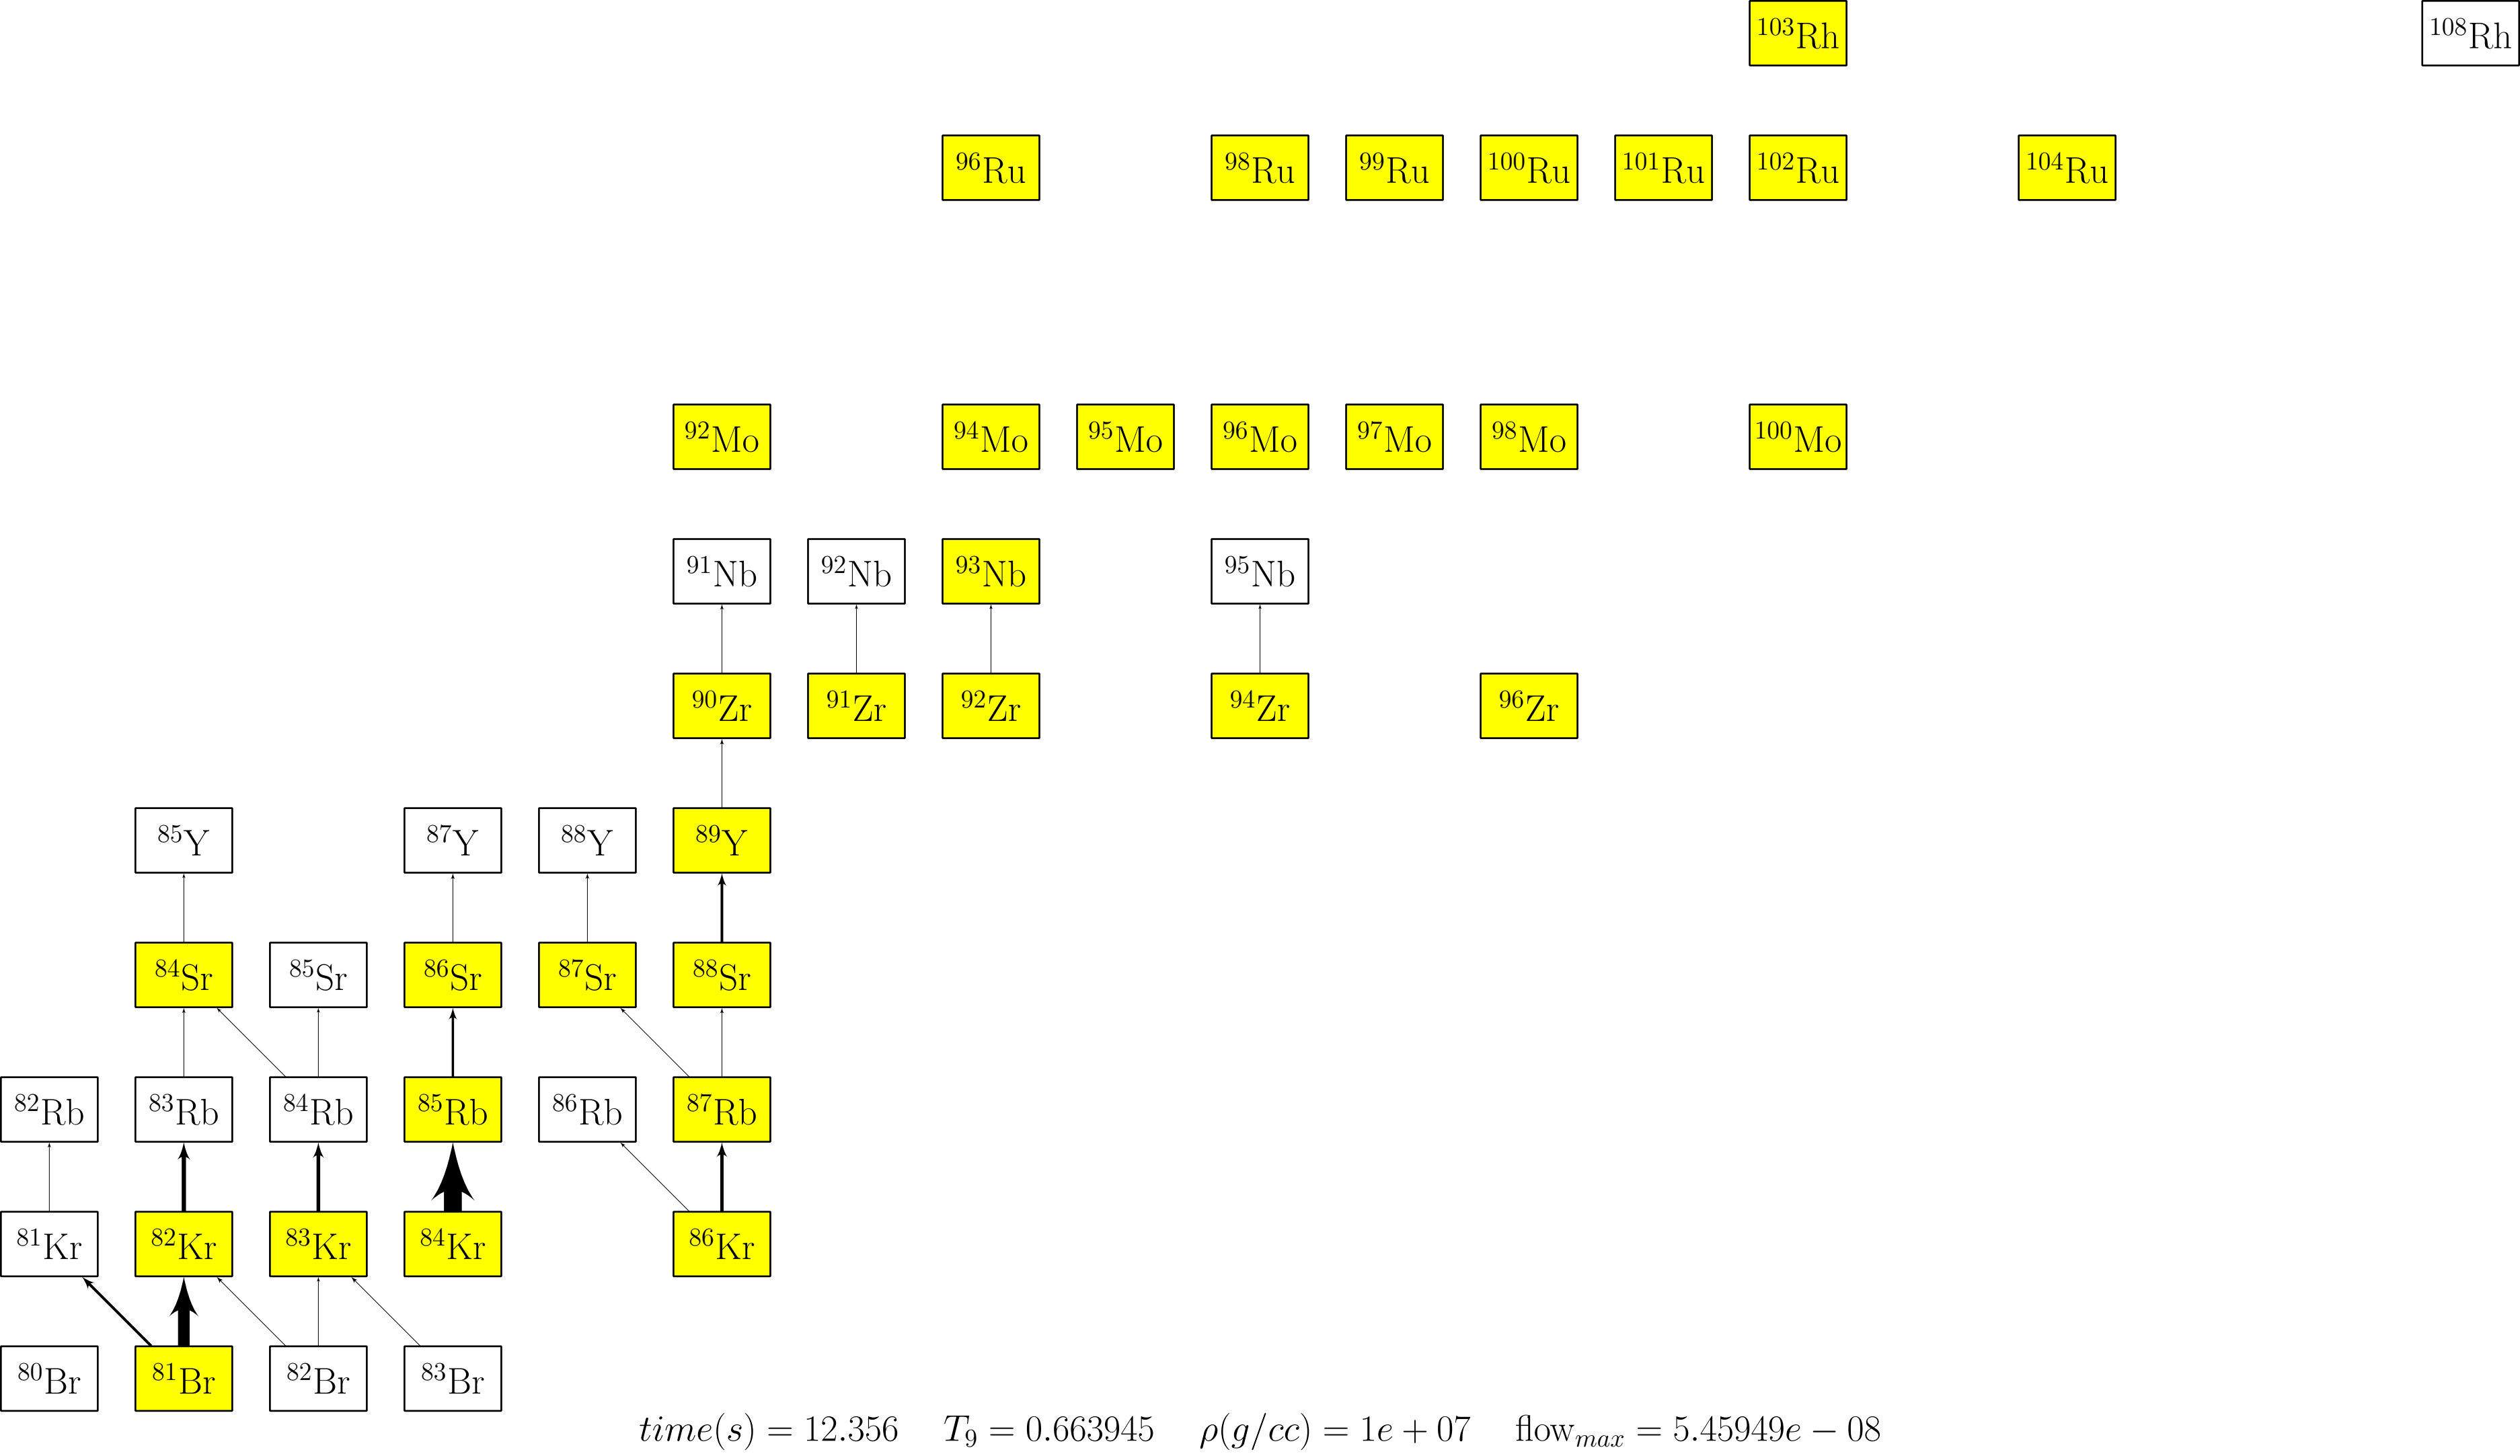 ¹⁰³Rh ¹⁰⁸Rh
⁹⁶Ru ⁹⁸Ru ⁹⁹Ru ¹⁰⁰Ru ¹⁰¹Ru ¹⁰²Ru ¹⁰⁴Ru
⁹²Mo ⁹⁴Mo ⁹⁵Mo ⁹⁶Mo ⁹⁷Mo ⁹⁸Mo ¹⁰⁰Mo
⁹¹Nb ⁹²Nb ⁹³Nb ⁹⁵Nb
⁹⁰Zr ⁹¹Zr ⁹²Zr ⁹⁴Zr ⁹⁶Zr
⁸⁵Y ⁸⁷Y ⁸⁸Y ⁸⁹Y
⁸⁴Sr ⁸⁵Sr ⁸⁶Sr ⁸⁷Sr ⁸⁸Sr
⁸²Rb ⁸³Rb ⁸⁴Rb ⁸⁵Rb ⁸⁶Rb ⁸⁷Rb
⁸¹Kr ⁸²Kr ⁸³Kr ⁸⁴Kr ⁸⁶Kr
⁸⁰Br ⁸¹Br ⁸²Br ⁸³Br
time(s) = 12.356 T₉ = 0.663945 ρ(g/cc) = 1e + 07 flowₘₐₓ = 5.45949e − 08